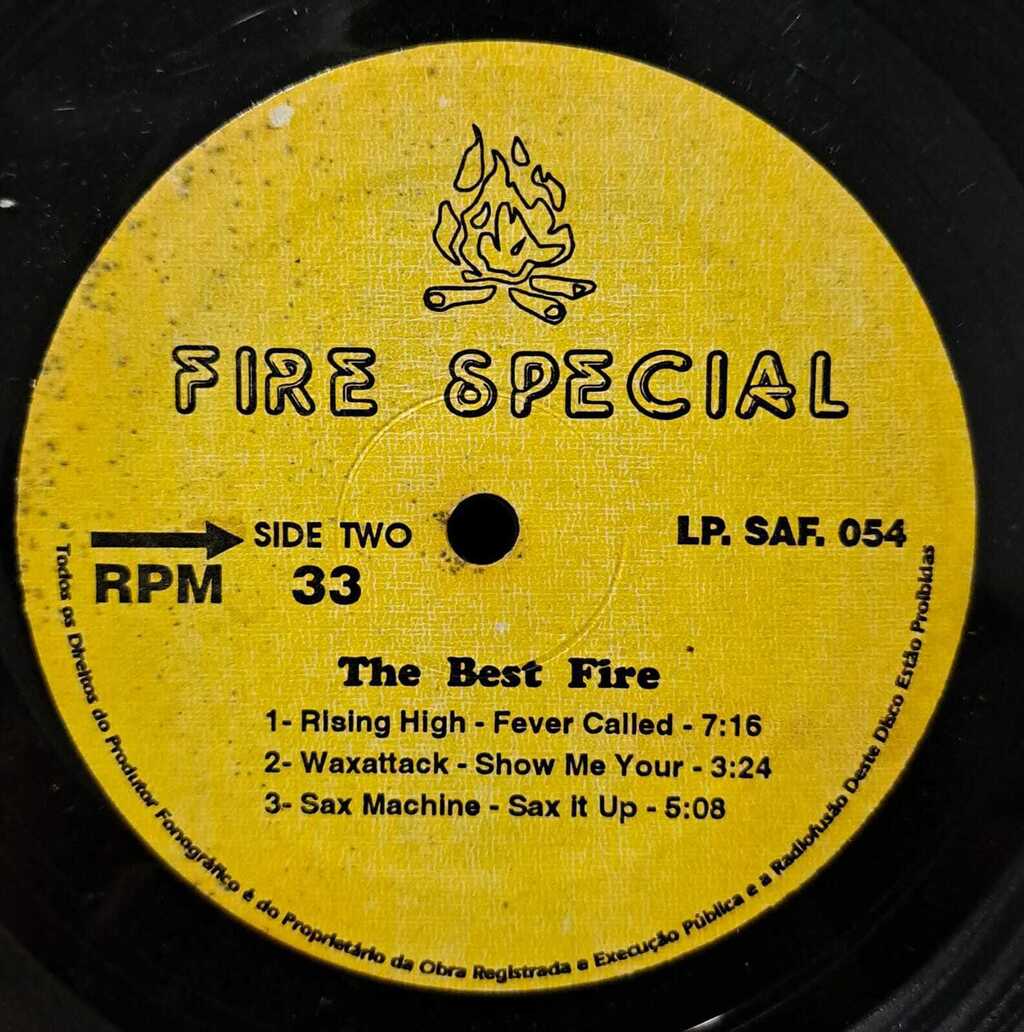 FIRE SPECIAL
SIDE TWO
LP. SAF. 054
RPM 33
The Best Fire
1- Rising High - Fever Called - 7:16
2- Waxattack - Show Me Your - 3:24
3- Sax Machine - Sax it Up - 5:08
Todos os Direitos do Produtor Fonográfico é do Proprietário da Obra Registrada e Execução Pública e a Radiofusão Deste Disco Estão Proibidas